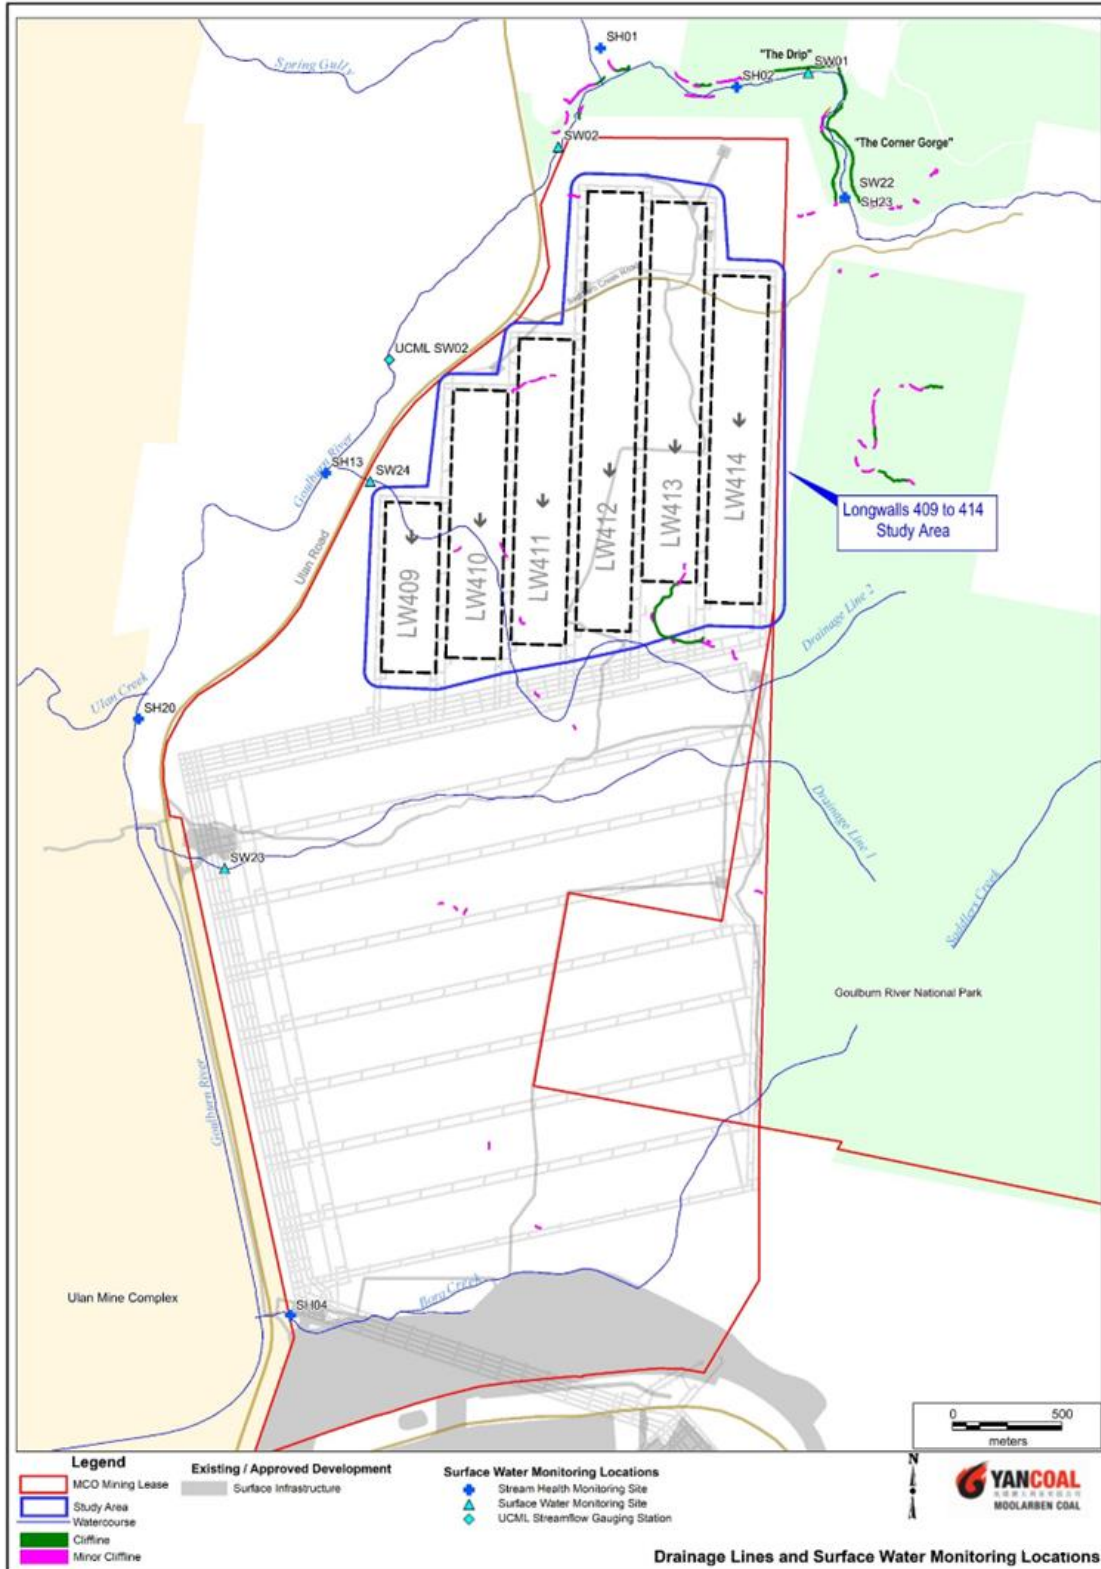 SH01
"The Drip"
SW01
Spring Gully
SH02
SW02
"The Corner Gorge"
SW22
SH23
Saddlers Creek Road
UCML SW02
Goulburn River
SH13
SW24
Ulan Road
LW409
LW410
LW411
LW412
LW413
LW414
Longwalls 409 to 414
Study Area
Drainage Line 2
Ulan Creek
SH20
Drainage Line 1
SW23
Saddlers Creek
Goulburn River National Park
Goulburn River
Ulan Mine Complex
Bora Creek
SH04
0 500
meters
N
Legend
MCO Mining Lease
Study Area
Watercourse
Cliffline
Minor Cliffline
Existing / Approved Development
Surface Infrastructure
Surface Water Monitoring Locations
Stream Health Monitoring Site
Surface Water Monitoring Site
UCML Streamflow Gauging Station
YANCOAL
MOOLARBEN COAL
Drainage Lines and Surface Water Monitoring Locations